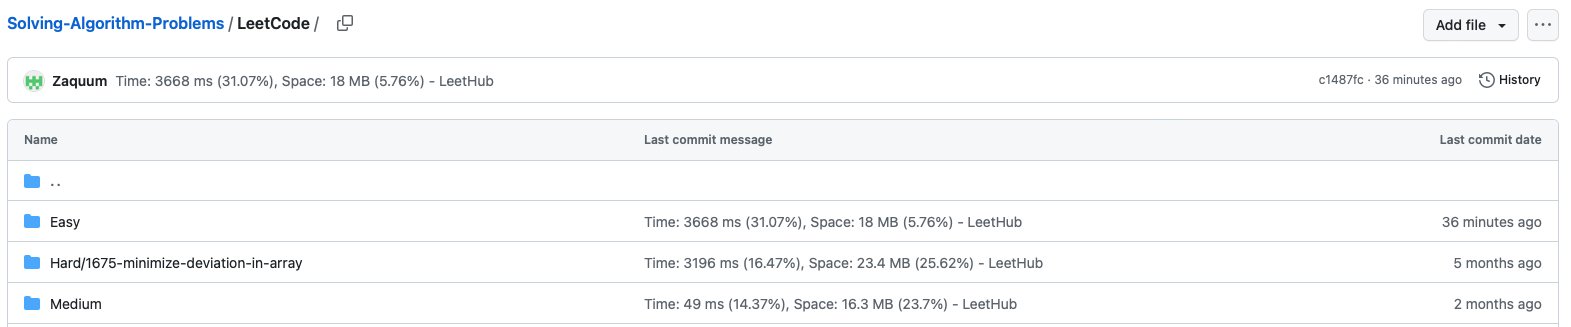 Solving-Algorithm-Problems / LeetCode / Add file ...
Zaquum Time: 3668 ms (31.07%), Space: 18 MB (5.76%) - LeetHub c1487fc · 36 minutes ago History
Name Last commit message Last commit date
..
Easy Time: 3668 ms (31.07%), Space: 18 MB (5.76%) - LeetHub 36 minutes ago
Hard/1675-minimize-deviation-in-array Time: 3196 ms (16.47%), Space: 23.4 MB (25.62%) - LeetHub 5 months ago
Medium Time: 49 ms (14.37%), Space: 16.3 MB (23.7%) - LeetHub 2 months ago